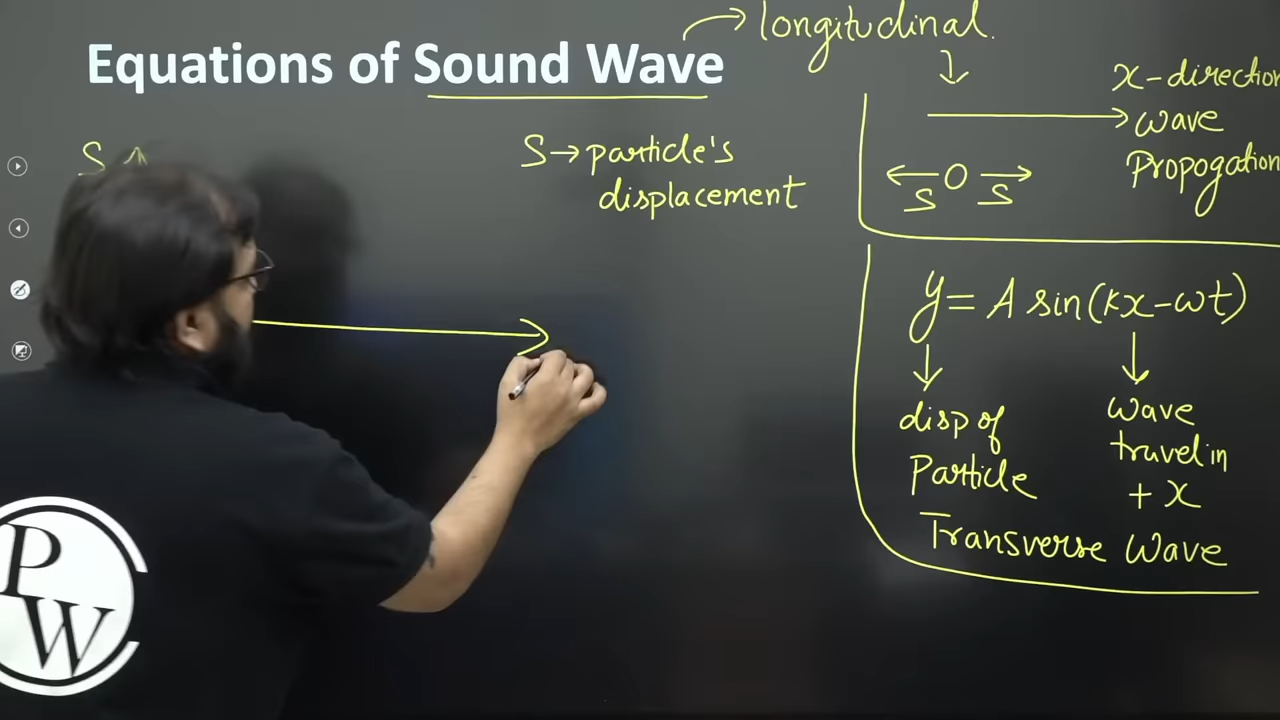 Equations of Sound Wave
longitudinal.
x-direction
wave
Propogation
S
S→particle's
displacement
O
S S
y = A sin(kx-ωt)
disp of
Particle
wave
travel in
+ x
Transverse Wave
P
W